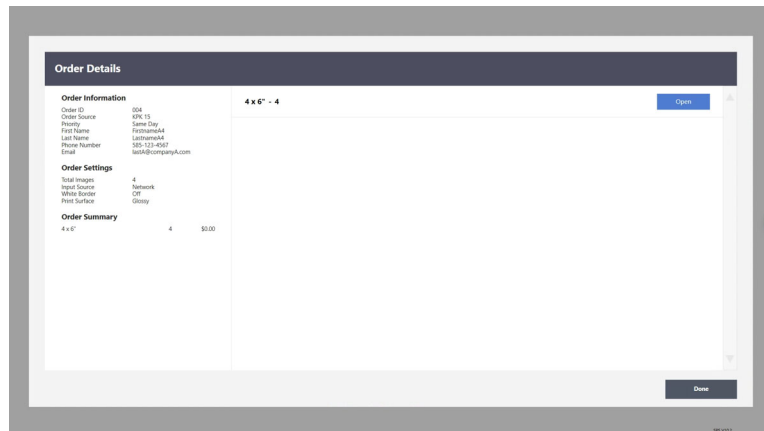 Order Details
Order Information
Order ID 004
Order Source KPK 15
Priority Same Day
First Name FirstnameA4
Last Name LastnameA4
Phone Number 585-123-4567
Email lastA@companyA.com
Order Settings
Total Images 4
Input Source Network
White Border Off
Print Surface Glossy
Order Summary
4 x 6" 4 $0.00
4 x 6" - 4
Open
Done